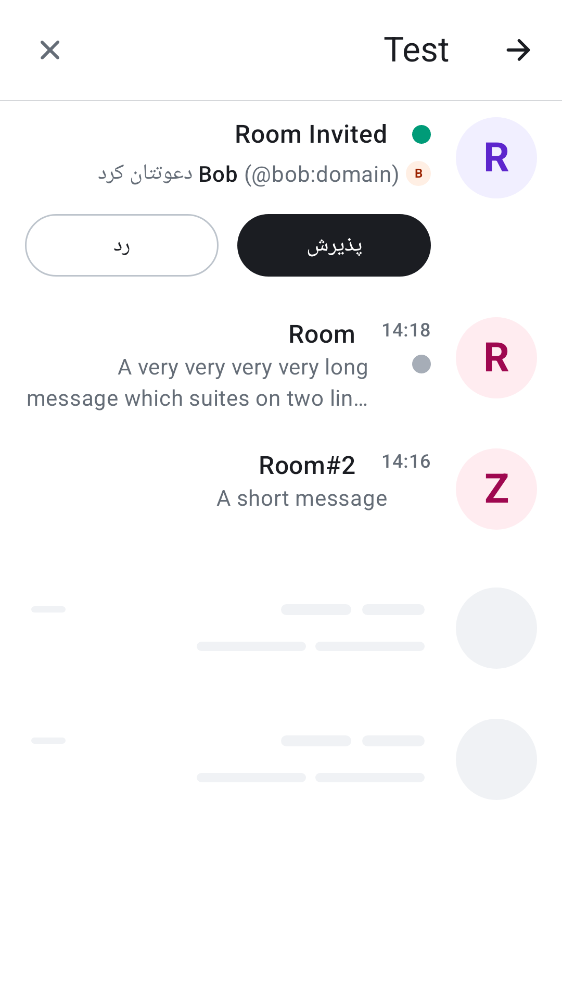 Test
R
Room Invited
B Bob (@bob:domain) دعوتتان کرد
پذیرش
رد
R
Room 14:18
A very very very very long
message which suites on two lin…
Z
Room#2 14:16
A short message